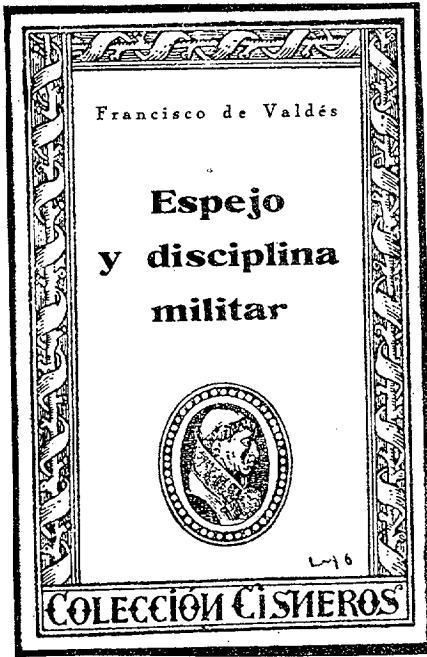 Francisco de Valdés
Espejo
y disciplina
militar
COLECCIÓN CISNEROS